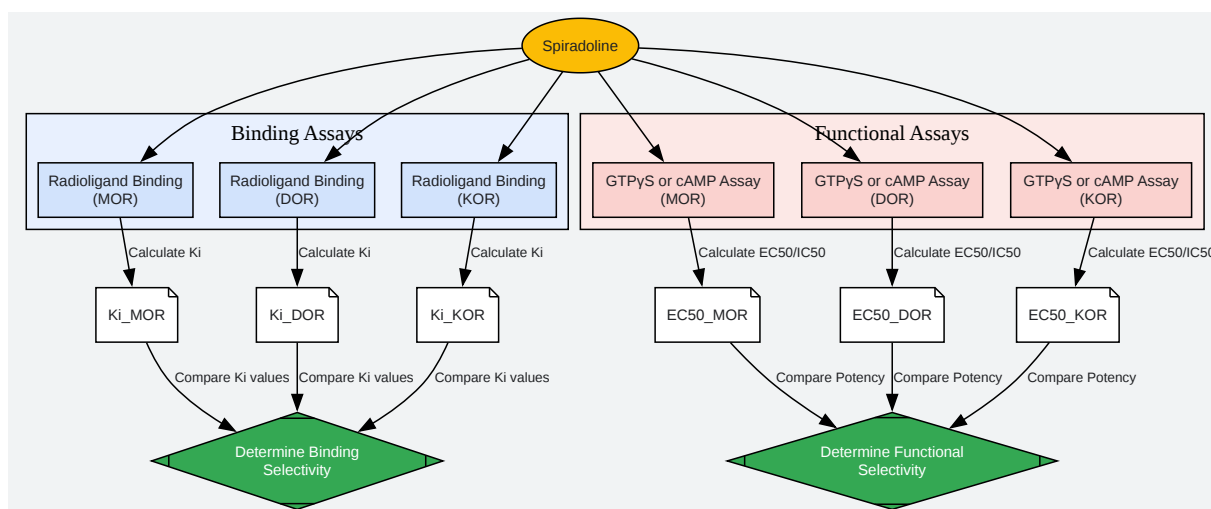 Spiradoline
Binding Assays
Functional Assays
Radioligand Binding
(MOR)
Radioligand Binding
(DOR)
Radioligand Binding
(KOR)
GTPγS or cAMP Assay
(MOR)
GTPγS or cAMP Assay
(DOR)
GTPγS or cAMP Assay
(KOR)
Calculate Ki
Calculate Ki
Calculate Ki
Calculate EC50/IC50
Calculate EC50/IC50
Calculate EC50/IC50
Ki_MOR
Ki_DOR
Ki_KOR
EC50_MOR
EC50_DOR
EC50_KOR
Compare Ki values
Compare Ki values
Compare Ki values
Compare Potency
Compare Potency
Compare Potency
Determine Binding
Selectivity
Determine Functional
Selectivity